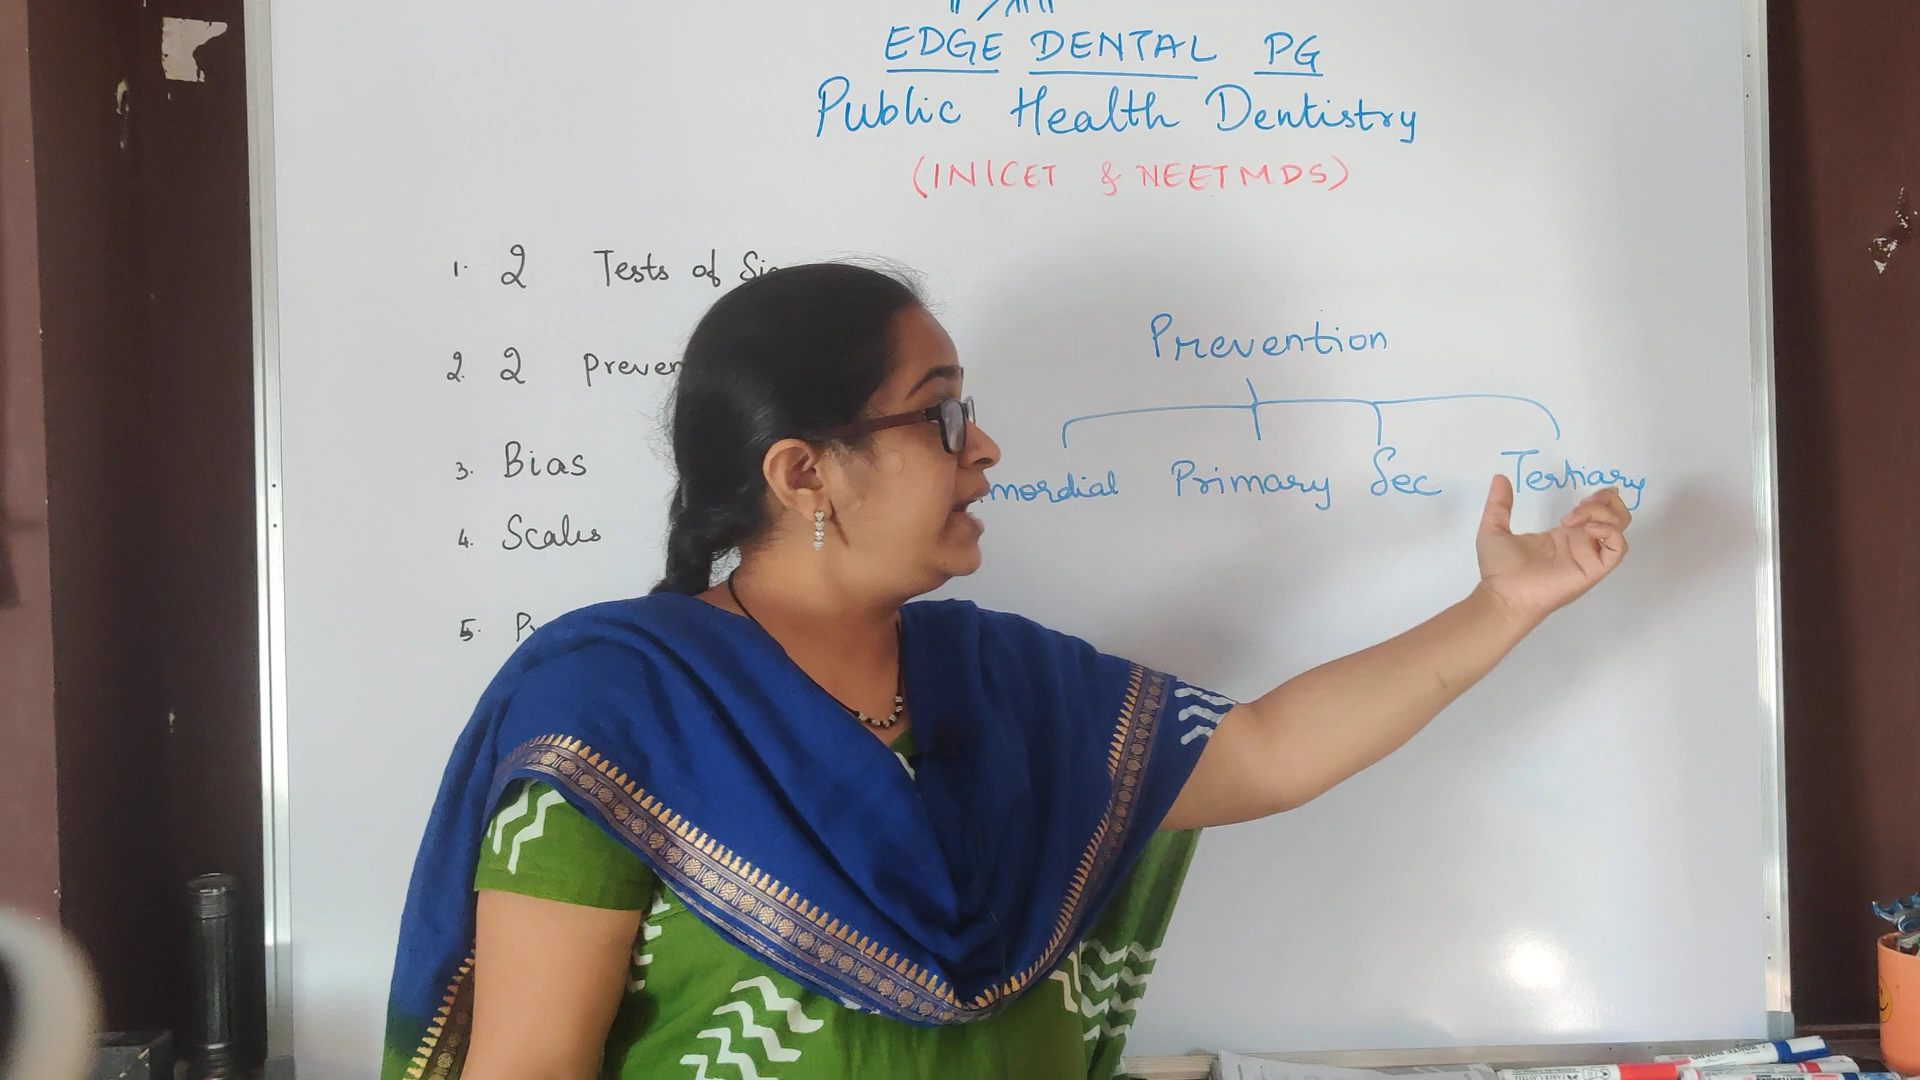 EDGE DENTAL PG
Public Health Dentistry
(INICET & NEETMDS)
1. 2 Tests of
2. 2
3. Bias
4. Scales
5.
Prevention
Primary Sec Tertiary